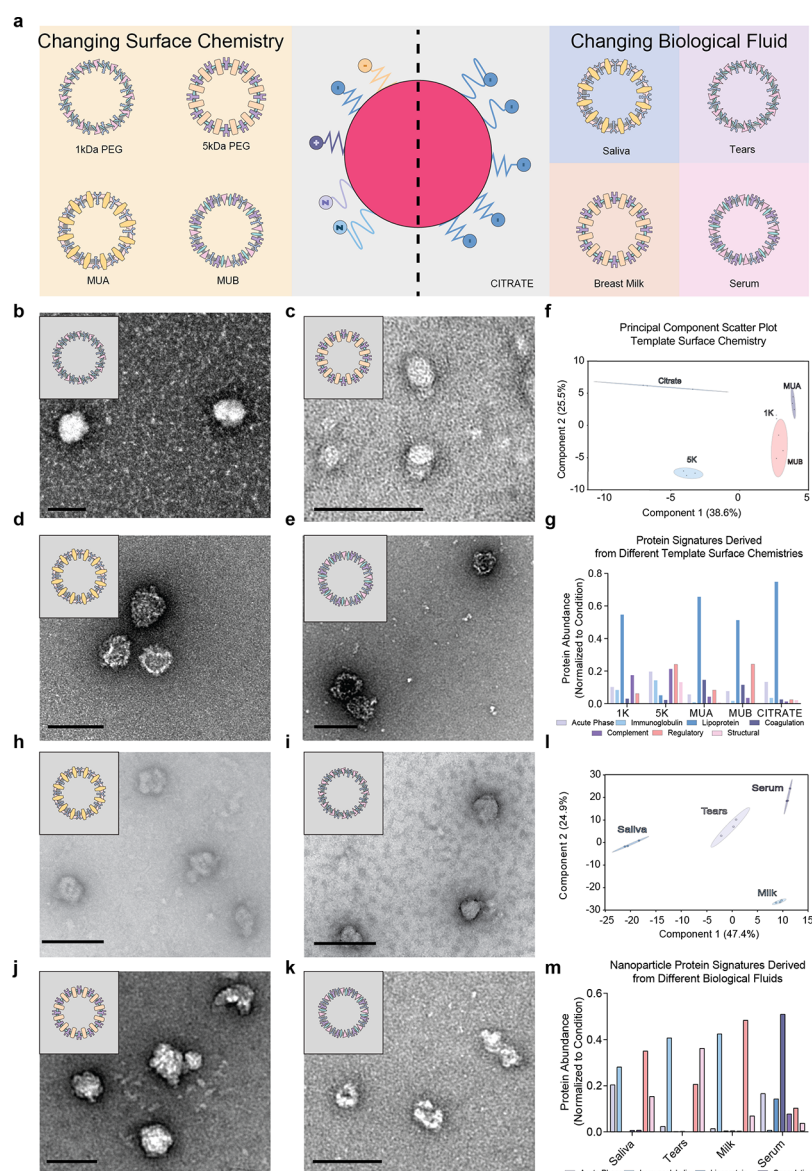 a
Changing Surface Chemistry
Changing Biological Fluid
1kDa PEG
5kDa PEG
MUA
MUB
+
N
N
CITRATE
Saliva
Tears
Breast Milk
Serum
b
c
f
Principal Component Scatter Plot
Template Surface Chemistry
Component 2 (25.5%)
10
5
0
-5
-10
Citrate
MUA
1K
5K
MUB
-10
-5
0
5
Component 1 (38.6%)
d
e
g
Protein Signatures Derived
from Different Template Surface Chemistries
Protein Abundance
(Normalized to Condition)
0.8
0.6
0.4
0.2
0.0
1K
5K
MUA
MUB
CITRATE
Acute Phase
Immunoglobulin
Lipoprotein
Coagulation
Complement
Regulatory
Structural
h
i
l
Component 2 (24.9%)
30
20
10
0
-10
-20
-30
Serum
Tears
Saliva
Milk
-25
-20
-15
-10
-5
0
5
10
15
Component 1 (47.4%)
j
k
m
Nanoparticle Protein Signatures Derived
from Different Biological Fluids
Protein Abundance
(Normalized to Condition)
0.6
0.4
0.2
0.0
Saliva
Tears
Milk
Serum